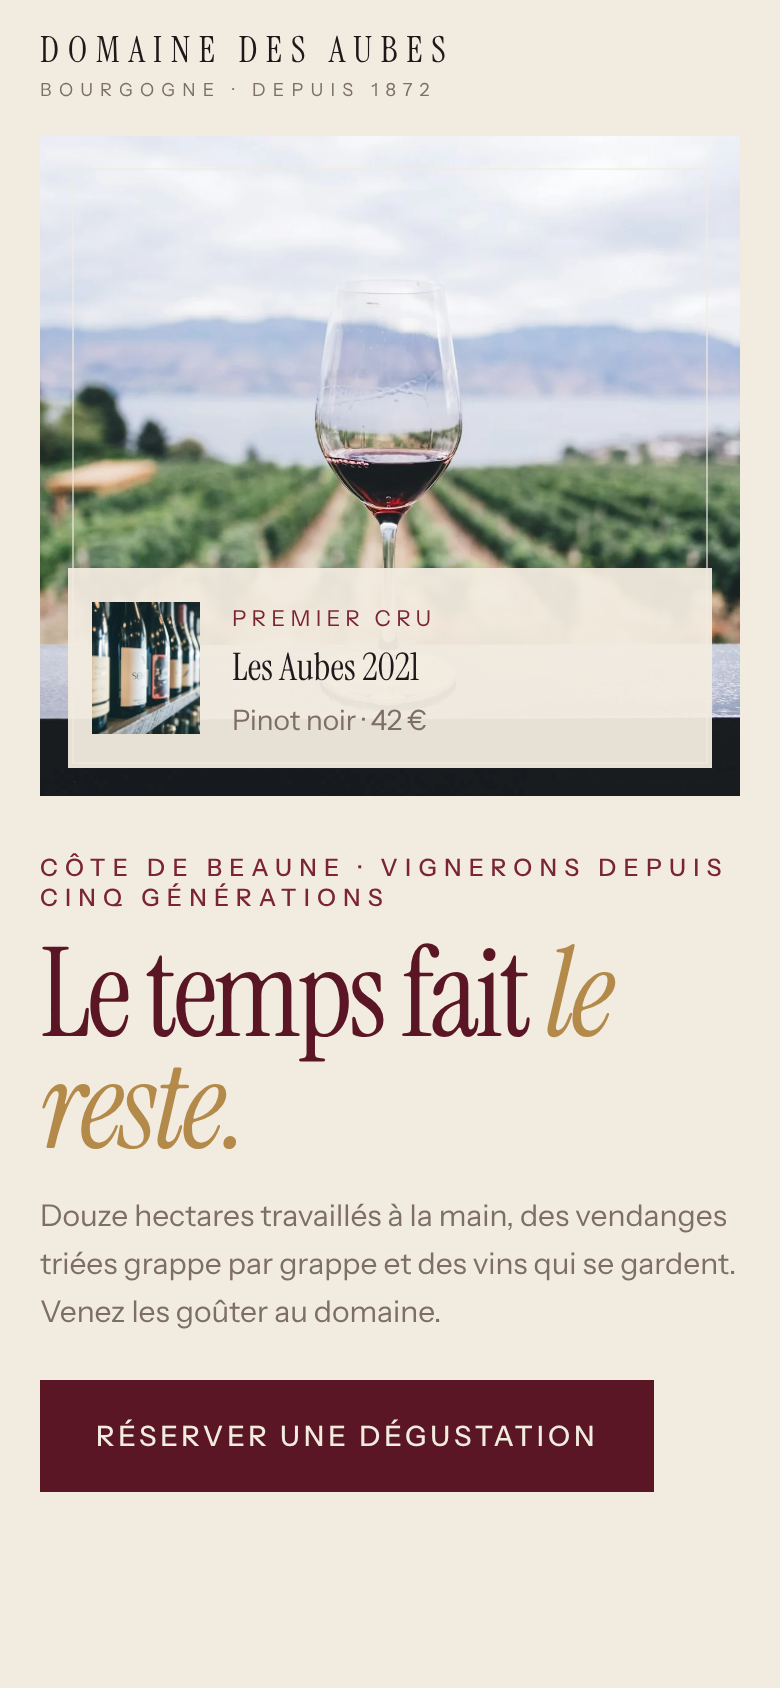 DOMAINE DES AUBES
BOURGOGNE · DEPUIS 1872
PREMIER CRU
Les Aubes 2021
Pinot noir · 42 €
CÔTE DE BEAUNE · VIGNERONS DEPUIS
CINQ GÉNÉRATIONS
Le temps fait le
reste.
Douze hectares travaillés à la main, des vendanges
triées grappe par grappe et des vins qui se gardent.
Venez les goûter au domaine.
RÉSERVER UNE DÉGUSTATION